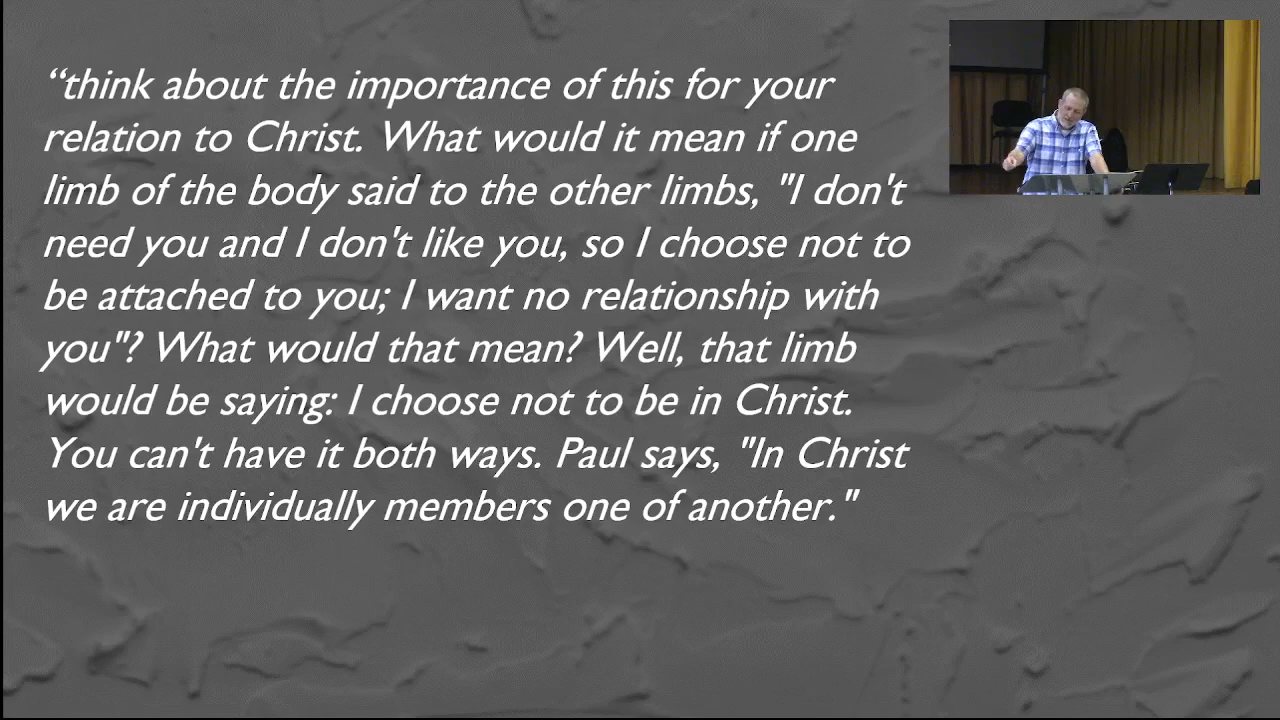 “think about the importance of this for your
relation to Christ. What would it mean if one
limb of the body said to the other limbs, "I don't
need you and I don't like you, so I choose not to
be attached to you; I want no relationship with
you"? What would that mean? Well, that limb
would be saying: I choose not to be in Christ.
You can't have it both ways. Paul says, "In Christ
we are individually members one of another."